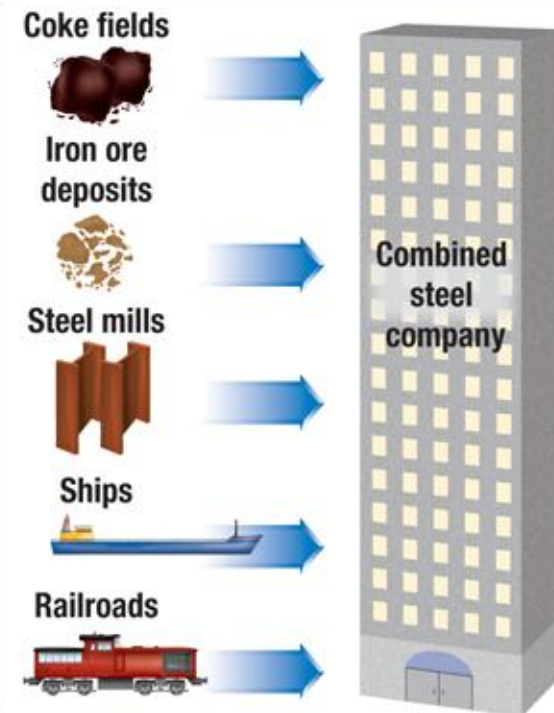 Coke fields
Iron ore
deposits
Steel mills
Ships
Railroads
Combined
steel
company